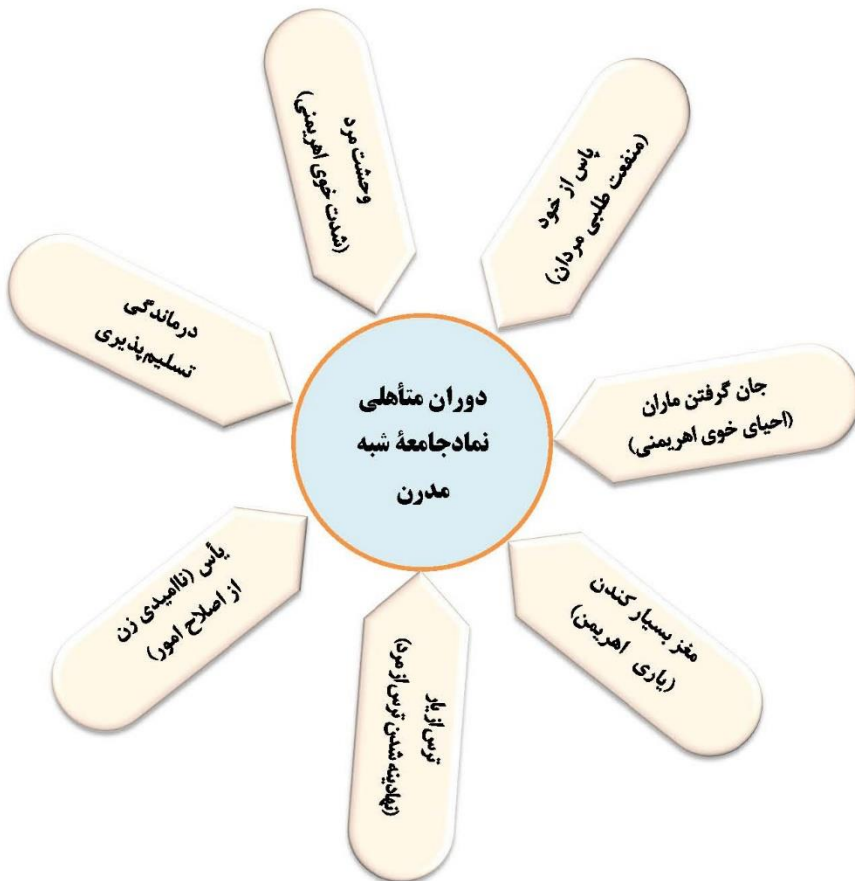 دوران متأهلی
نماد جامعۀ شبه
مدرن
وحشت مرد
(شدت خوی اهریمنی)
پاس از خود
(منفعت طلبی مردان)
جان گرفتن ماران
(احیای خوی اهریمنی)
مغز بسیار کندن
(یاری اهریمن)
ترس از یار
(نهادینه شدن ترس از مرد)
یأس (ناامیدی زن
از اصلاح امور)
درماندگی
تسلیم‌پذیری